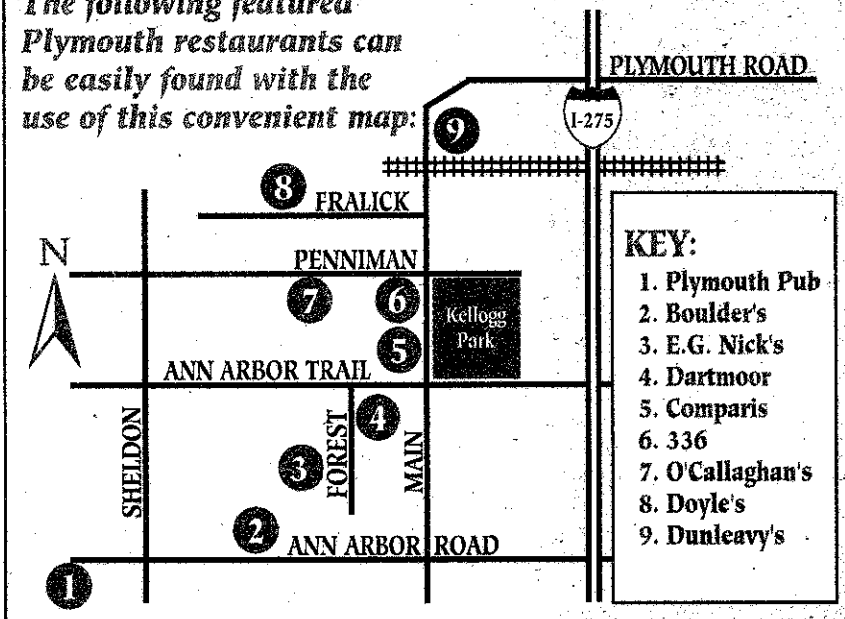 The following featured
Plymouth restaurants can
be easily found with the
use of this convenient map:
PLYMOUTH ROAD
I-275
9
8
FRALICK
N
PENNIMAN
7
6
Kellogg
Park
5
ANN ARBOR TRAIL
SHELDON
FOREST
MAIN
4
3
2
ANN ARBOR ROAD
1
KEY:
1. Plymouth Pub
2. Boulder's
3. E.G. Nick's
4. Dartmoor
5. Comparis
6. 336
7. O'Callaghan's
8. Doyle's
9. Dunleavy's